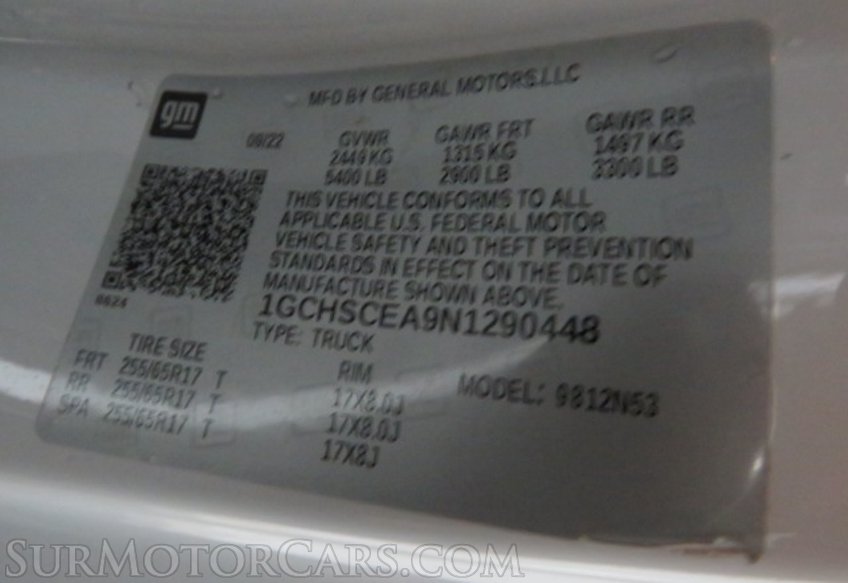 gm
MFD BY GENERAL MOTORS LLC
09/22 GVWR GAWR FRT GAWR RR
2449 KG 1315 KG 1497 KG
5400 LB 2900 LB 3300 LB
THIS VEHICLE CONFORMS TO ALL
APPLICABLE U.S. FEDERAL MOTOR
VEHICLE SAFETY AND THEFT PREVENTION
STANDARDS IN EFFECT ON THE DATE OF
MANUFACTURE SHOWN ABOVE.
1GCHSCEA9N1290448
TYPE: TRUCK
TIRE SIZE RIM MODEL: 9812N53
FRT 255/65R17 T 17X8.0J
RR 255/65R17 T 17X8.0J
SPA 255/65R17 T 17X8J
SurMotorCars.com